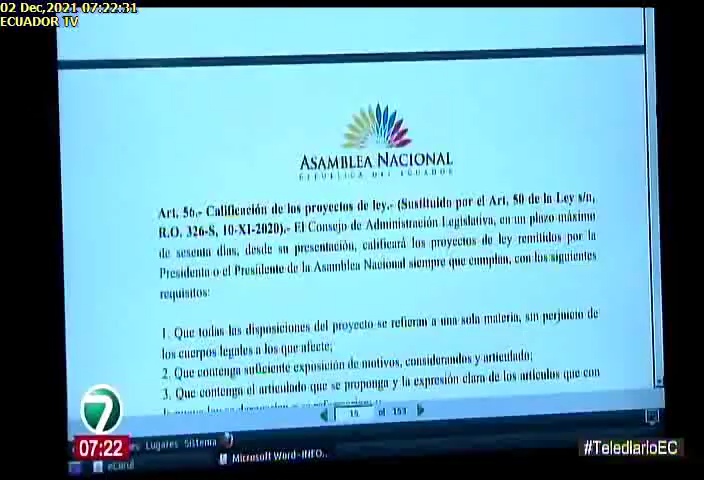 02 Dec,2021 07:22:31
ECUADOR TV
ASAMBLEA NACIONAL
REPÚBLICA DEL ECUADOR
Art. 56.- Calificación de los proyectos de ley.- (Sustituido por el Art. 50 de la Ley s/n,
R.O. 326-S, 10-XI-2020).- El Consejo de Administración Legislativa, en un plazo máximo
de sesenta días, desde su presentación, calificará los proyectos de ley remitidos por la
Presidenta o el Presidente de la Asamblea Nacional siempre que cumplan, con los siguientes
requisitos:
1. Que todas las disposiciones del proyecto se refieran a una sola materia, sin perjuicio de
los cuerpos legales a los que afecte;
2. Que contenga suficiente exposición de motivos, considerandos y articulado;
3. Que contenga el articulado que se proponga y la expresión clara de los artículos que con
15 of 151
7
07:22
Lugares Sistema
Microsoft Word -INFO..
#TelediarioEC